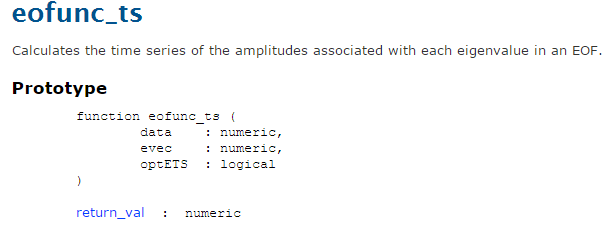 eofunc_ts
Calculates the time series of the amplitudes associated with each eigenvalue in an EOF.
Prototype
function eofunc_ts (
data : numeric,
evec : numeric,
optETS : logical
)
return_val : numeric